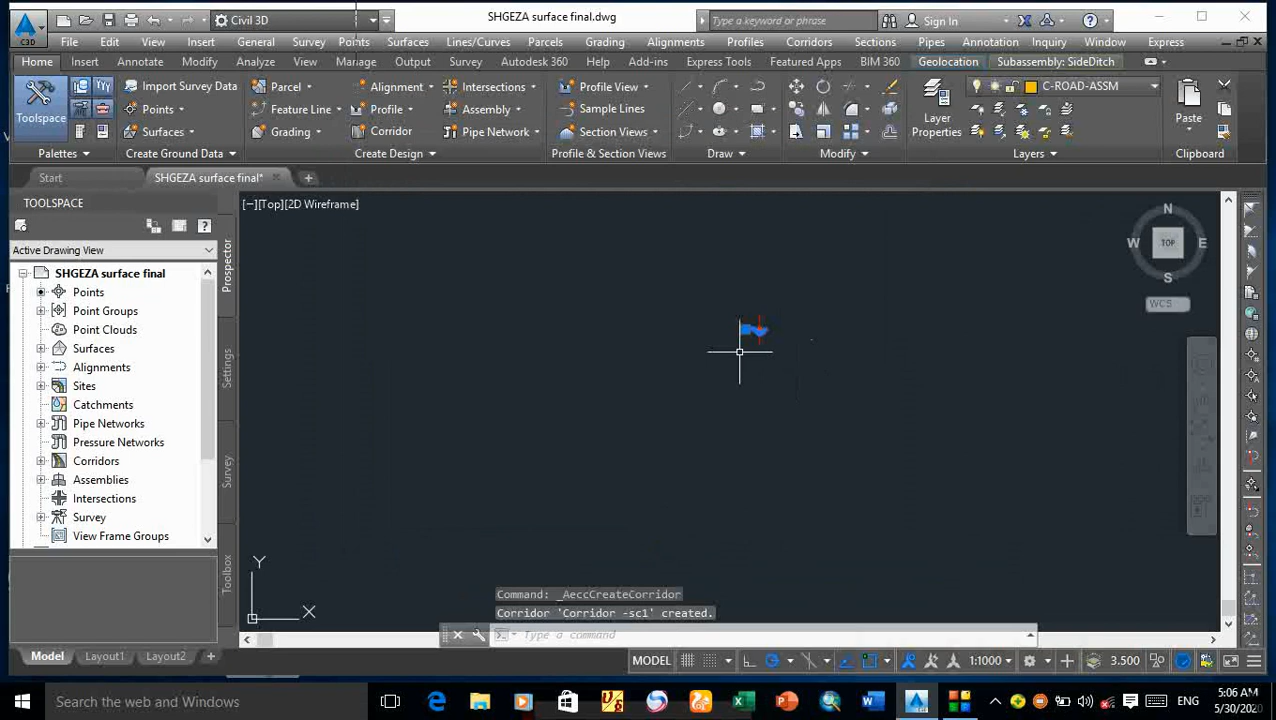 Civil 3D
SHGEZA surface final.dwg
Type a keyword or phrase
Sign In
C3D
File Edit View Insert General Survey Points Surfaces Lines/Curves Parcels Grading Alignments Profiles Corridors Sections Pipes Annotation Inquiry Window Express
Home Insert Annotate Modify Analyze View Manage Output Survey Autodesk 360 Help Add-ins Express Tools Featured Apps BIM 360 Geolocation Subassembly: SideDitch
Toolspace
Import Survey Data
Points
Surfaces
Parcel
Feature Line
Grading
Alignment
Profile
Corridor
Intersections
Assembly
Pipe Network
Profile View
Sample Lines
Section Views
Layer
Properties
C-ROAD-ASSM
Paste
Palettes Create Ground Data Create Design Profile & Section Views Draw Modify Layers Clipboard
Start SHGEZA surface final*
TOOLSPACE
Active Drawing View
SHGEZA surface final
Points
Point Groups
Point Clouds
Surfaces
Alignments
Sites
Catchments
Pipe Networks
Pressure Networks
Corridors
Assemblies
Intersections
Survey
View Frame Groups
Prospector
Settings
Survey
Toolbox
[−][Top][2D Wireframe]
N
W TOP E
S
WCS
Y
X
Command: _AeccCreateCorridor
Corridor 'Corridor -sc1' created.
Type a command
Model Layout1 Layout2 +
MODEL 1:1000 3.500
Search the web and Windows
ENG
5:06 AM